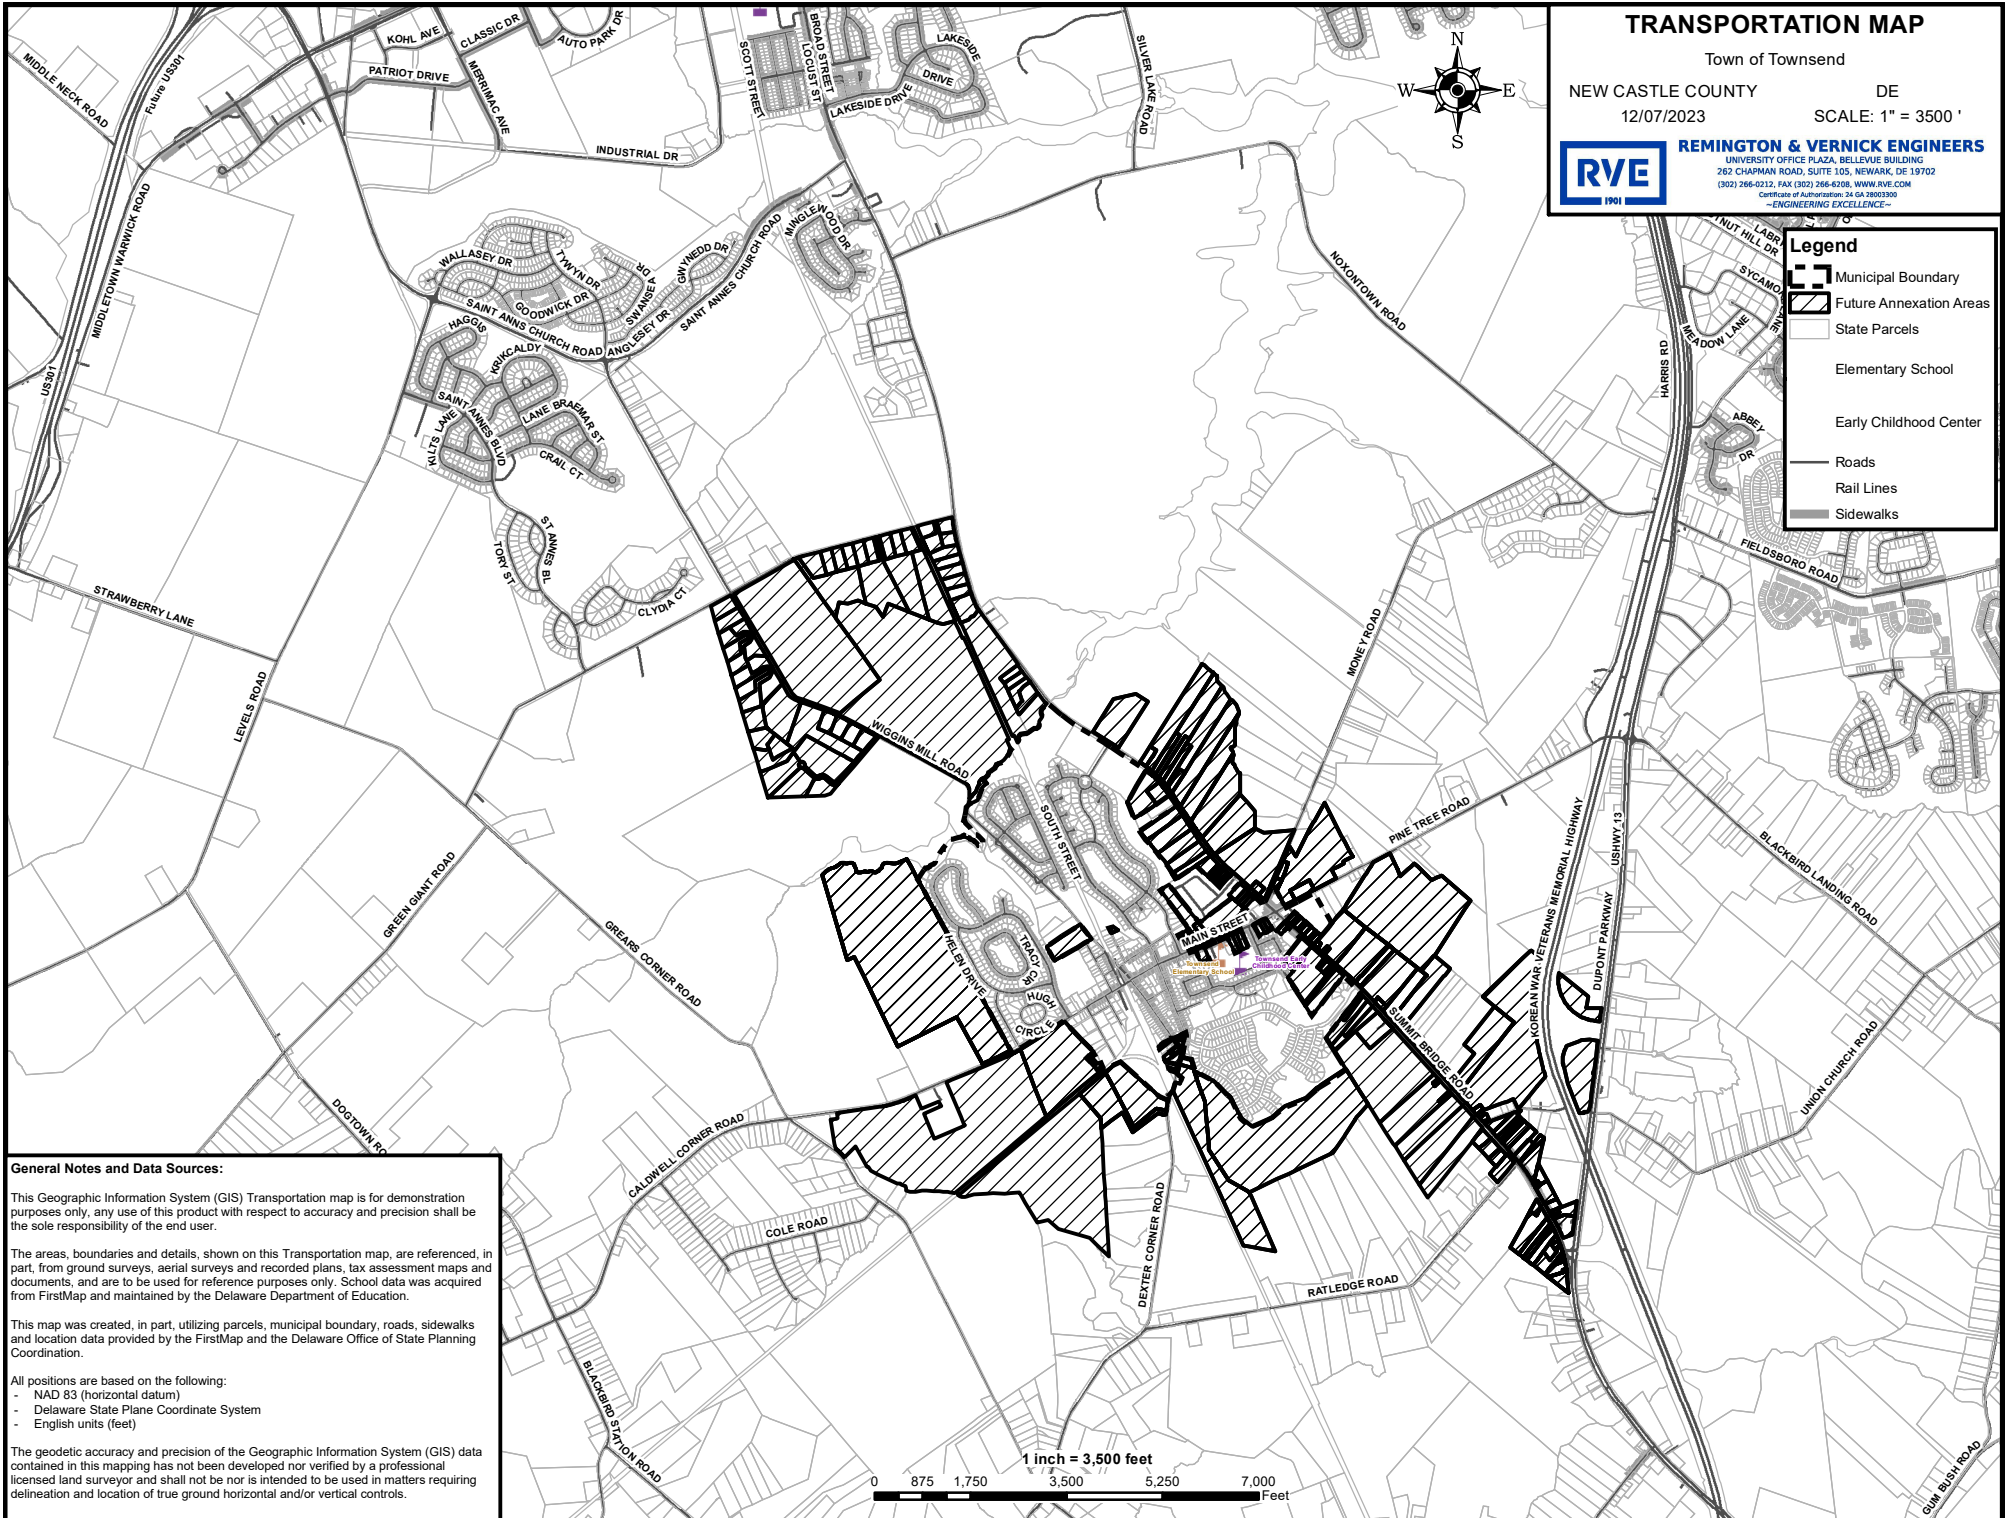 TRANSPORTATION MAP
Town of Townsend
NEW CASTLE COUNTY DE
12/07/2023 SCALE: 1" = 3500 '
RVE
1901
REMINGTON & VERNICK ENGINEERS
UNIVERSITY OFFICE PLAZA, BELLEVUE BUILDING
262 CHAPMAN ROAD, SUITE 105, NEWARK, DE 19702
(302) 266-0212, FAX (302) 266-6208, WWW.RVE.COM
Certificate of Authorization: 24 GA 28003300
~ENGINEERING EXCELLENCE~
N
W E
S
Legend
Municipal Boundary
Future Annexation Areas
State Parcels
Elementary School
Early Childhood Center
Roads
Rail Lines
Sidewalks
MIDDLE NECK ROAD
Future US301
KOHL AVE
CLASSIC DR
AUTO PARK DR
PATRIOT DRIVE
MERRIMAC AVE
INDUSTRIAL DR
SCOTT STREET
BROAD STREET
LOCUST ST
LAKESIDE
DRIVE
LAKESIDE DRIVE
SILVER LAKE ROAD
MIDDLETOWN WARWICK ROAD
US301
WALLASEY DR
TYWYN DR
GOODWICK DR
SWANSEA DR
GWYNEDD DR
MINGLEWOOD DR
SAINT ANNS CHURCH ROAD
ANGLESEY DR
SAINT ANNES CHURCH ROAD
HAGGIS
KRIKCALDY
LANE
BRAEMAR ST
SAINT ANNES BLVD
KILTS LANE
CRAIL CT
ST ANNES BL
TORY ST
CLYDIA CT
NOXONTOWN ROAD
HARRIS RD
MEADOW LANE
ABBEY
DR
FIELDSBORO ROAD
STRAWBERRY LANE
LEVELS ROAD
WIGGINS MILL ROAD
MONEY ROAD
SOUTH STREET
PINE TREE ROAD
KOREAN WAR VETERANS MEMORIAL HIGHWAY
USHWY 13
DUPONT PARKWAY
BLACKBIRD LANDING ROAD
GREEN GIANT ROAD
GREARS CORNER ROAD
HELEN DRIVE
TRACY CIR
HUGH
CIRCLE
MAIN STREET
Townsend
Elementary School
Townsend Early
Childhood Center
SUMMIT BRIDGE ROAD
UNION CHURCH ROAD
CALDWELL CORNER ROAD
COLE ROAD
DEXTER CORNER ROAD
RATLEDGE ROAD
BLACKBIRD STATION ROAD
GUM BUSH ROAD
General Notes and Data Sources:
This Geographic Information System (GIS) Transportation map is for demonstration
purposes only, any use of this product with respect to accuracy and precision shall be
the sole responsibility of the end user.
The areas, boundaries and details, shown on this Transportation map, are referenced, in
part, from ground surveys, aerial surveys and recorded plans, tax assessment maps and
documents, and are to be used for reference purposes only. School data was acquired
from FirstMap and maintained by the Delaware Department of Education.
This map was created, in part, utilizing parcels, municipal boundary, roads, sidewalks
and location data provided by the FirstMap and the Delaware Office of State Planning
Coordination.
All positions are based on the following:
- NAD 83 (horizontal datum)
- Delaware State Plane Coordinate System
- English units (feet)
The geodetic accuracy and precision of the Geographic Information System (GIS) data
contained in this mapping has not been developed nor verified by a professional
licensed land surveyor and shall not be nor is intended to be used in matters requiring
delineation and location of true ground horizontal and/or vertical controls.
1 inch = 3,500 feet
0 875 1,750 3,500 5,250 7,000
Feet